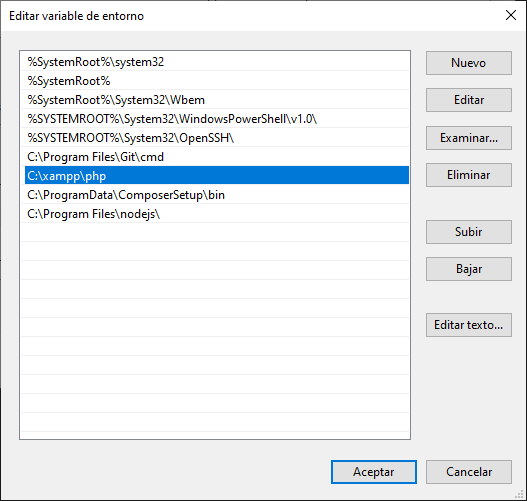 Editar variable de entorno
%SystemRoot%\system32
%SystemRoot%
%SystemRoot%\System32\Wbem
%SYSTEMROOT%\System32\WindowsPowerShell\v1.0\
%SYSTEMROOT%\System32\OpenSSH\
C:\Program Files\Git\cmd
C:\xampp\php
C:\ProgramData\ComposerSetup\bin
C:\Program Files\nodejs\
Nuevo
Editar
Examinar...
Eliminar
Subir
Bajar
Editar texto...
Aceptar
Cancelar